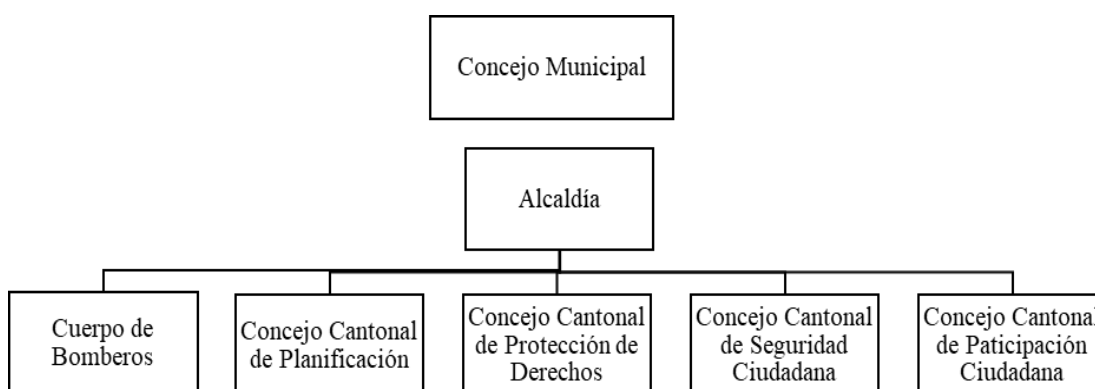 Concejo Municipal
Alcaldía
Cuerpo de
Bomberos
Concejo Cantonal
de Planificación
Concejo Cantonal
de Protección de
Derechos
Concejo Cantonal
de Seguridad
Ciudadana
Concejo Cantonal
de Paticipación
Ciudadana